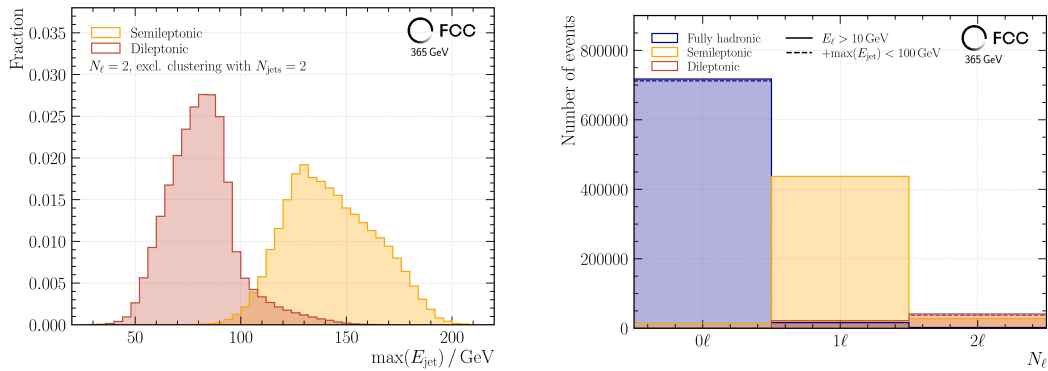 0.035
0.030
0.025
0.020
0.015
0.010
0.005
0.000
Fraction
Semileptonic
Dileptonic
N_ℓ = 2, excl. clustering with N_jets = 2
FCC
365 GeV
50 100 150 200
max(E_jet) / GeV
800000
600000
400000
200000
0
Number of events
Fully hadronic
Semileptonic
Dileptonic
E_ℓ > 10 GeV
+max(E_jet) < 100 GeV
FCC
365 GeV
0ℓ 1ℓ 2ℓ
N_ℓ